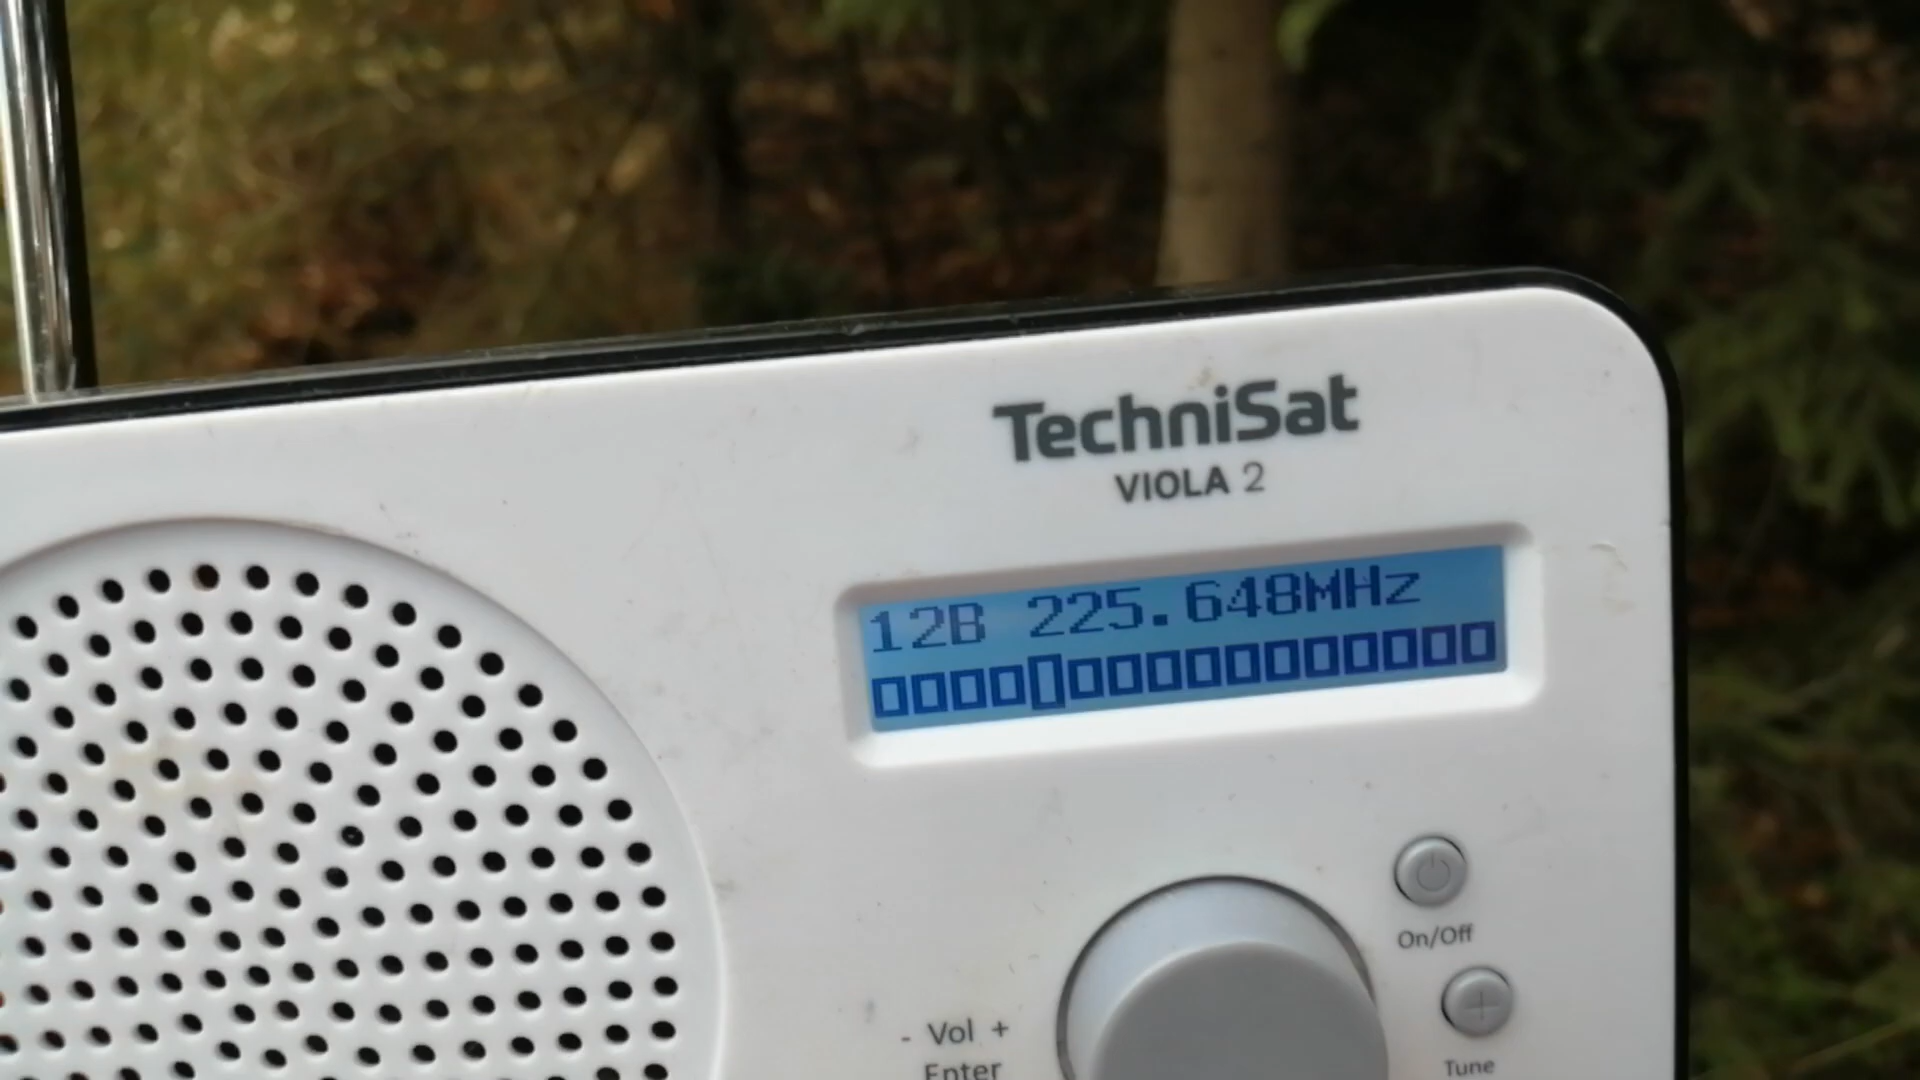 TechniSat
VIOLA 2
12B 225.648MHz
On/Off
- Vol +
Enter
Tune